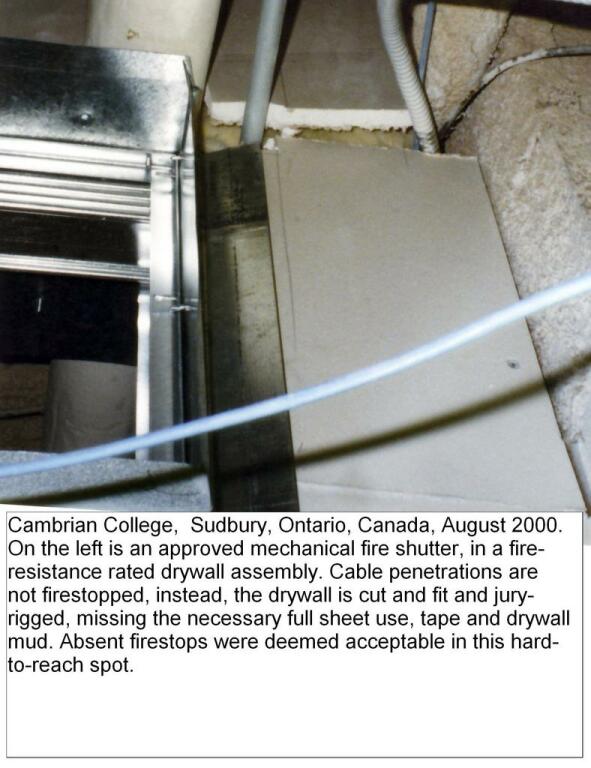 Cambrian College,  Sudbury, Ontario, Canada, August 2000.
On the left is an approved mechanical fire shutter, in a fire-
resistance rated drywall assembly. Cable penetrations are
not firestopped, instead, the drywall is cut and fit and jury-
rigged, missing the necessary full sheet use, tape and drywall
mud. Absent firestops were deemed acceptable in this hard-
to-reach spot.